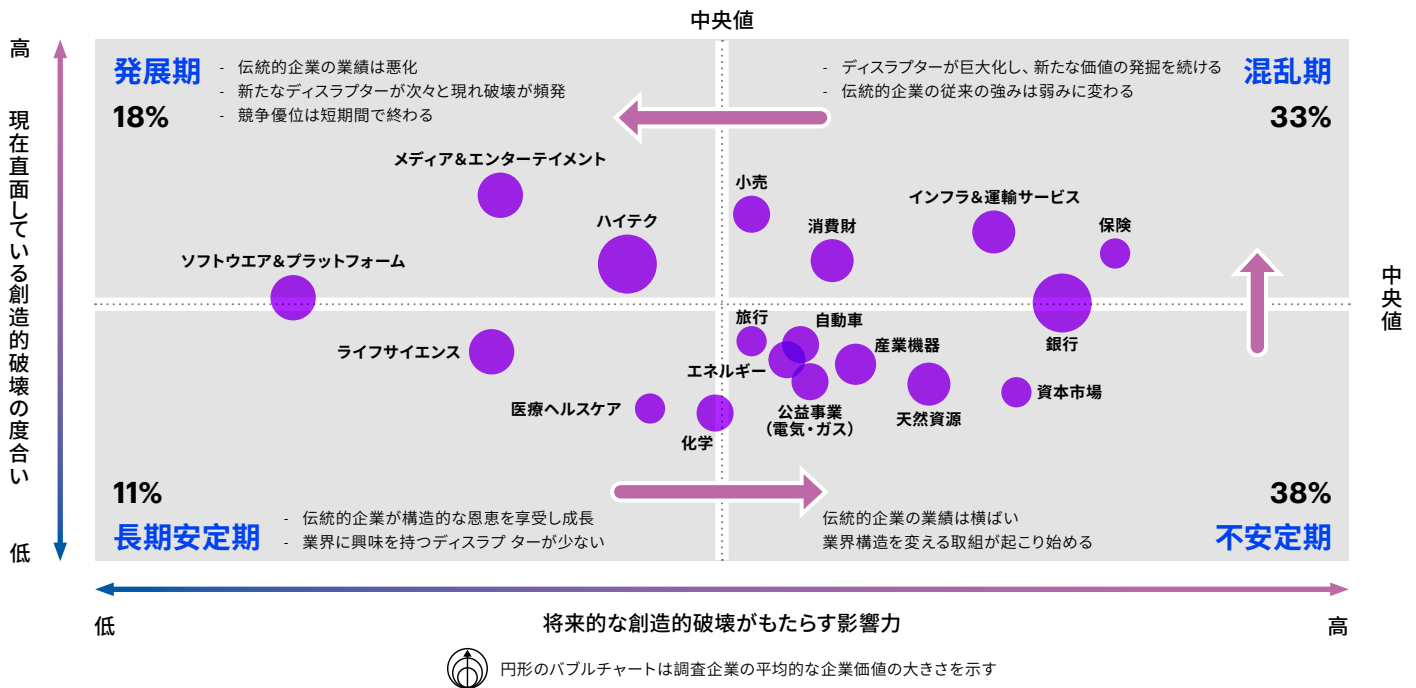 中央値
高
現在直面している創造的破壊の度合い
低
発展期
18%
- 伝統的企業の業績は悪化
- 新たなディスラプターが次々と現れ破壊が頻発
- 競争優位は短期間で終わる
- ディスラプターが巨大化し、新たな価値の発掘を続ける
- 伝統的企業の従来の強みは弱みに変わる
混乱期
33%
メディア&エンターテイメント
ハイテク
ソフトウエア&プラットフォーム
小売
消費財
インフラ&運輸サービス
保険
中央値
銀行
旅行
自動車
産業機器
エネルギー
ライフサイエンス
医療ヘルスケア
化学
公益事業
(電気・ガス)
天然資源
資本市場
11%
長期安定期
- 伝統的企業が構造的な恩恵を享受し成長
- 業界に興味を持つディスラプ ターが少ない
伝統的企業の業績は横ばい
業界構造を変える取組が起こり始める
38%
不安定期
低
将来的な創造的破壊がもたらす影響力
高
円形のバブルチャートは調査企業の平均的な企業価値の大きさを示す